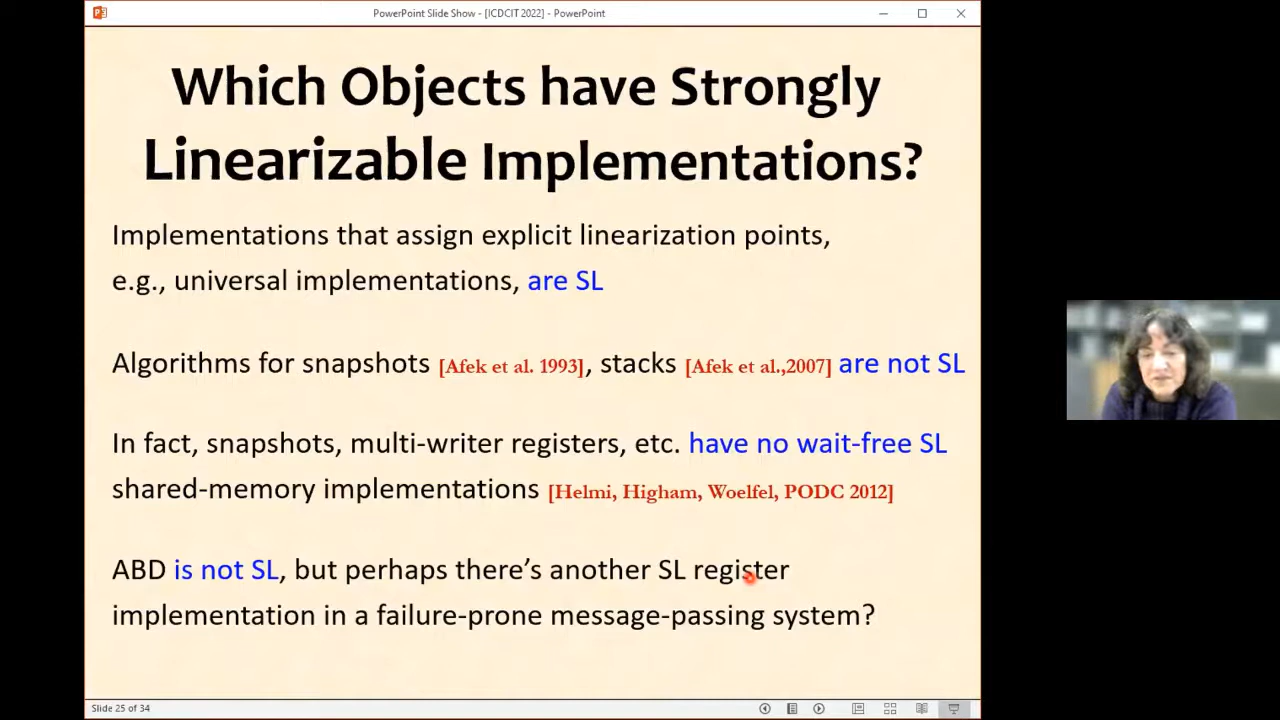 PowerPoint Slide Show - [ICDCIT 2022] - PowerPoint
Which Objects have Strongly
Linearizable Implementations?
Implementations that assign explicit linearization points,
e.g., universal implementations, are SL
Algorithms for snapshots [Afek et al. 1993], stacks [Afek et al.,2007] are not SL
In fact, snapshots, multi-writer registers, etc. have no wait-free SL
shared-memory implementations [Helmi, Higham, Woelfel, PODC 2012]
ABD is not SL, but perhaps there's another SL register
implementation in a failure-prone message-passing system?
Slide 25 of 34